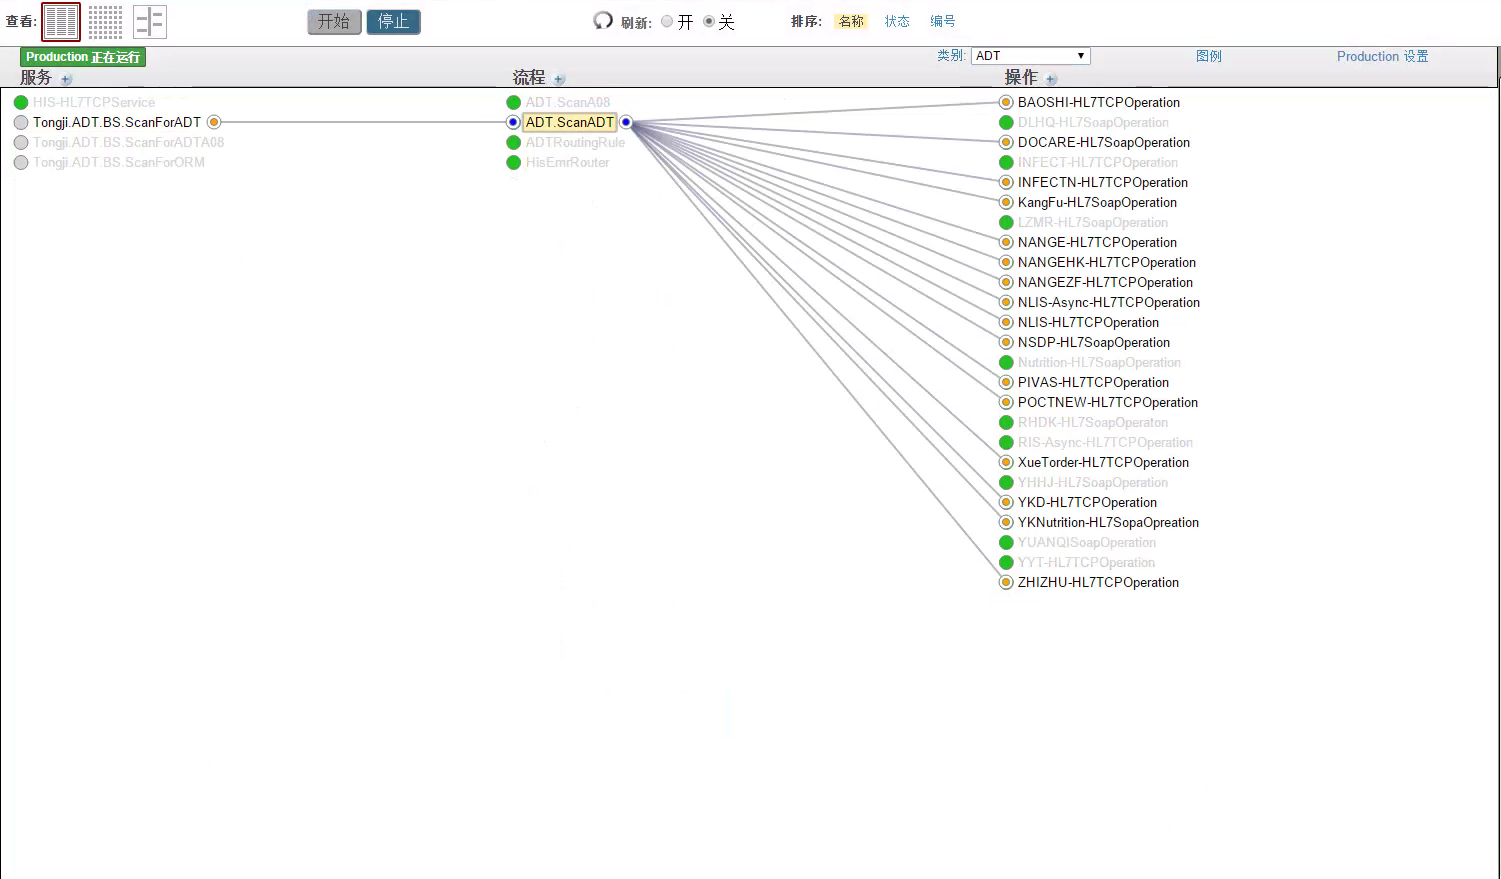 查看:
开始 停止
刷新: 开 关
排序: 名称 状态 编号
Production 正在运行
类别: ADT 图例 Production 设置
服务 流程 操作
HIS-HL7TCPService
Tongji.ADT.BS.ScanForADT
Tongji.ADT.BS.ScanForADTA08
Tongji.ADT.BS.ScanForORM
ADT.ScanA08
ADT.ScanADT
ADTRoutingRule
HisEmrRouter
BAOSHI-HL7TCPOperation
DLHQ-HL7SoapOperation
DOCARE-HL7SoapOperation
INFECT-HL7TCPOperation
INFECTN-HL7TCPOperation
KangFu-HL7SoapOperation
LZMR-HL7SoapOperation
NANGE-HL7TCPOperation
NANGEHK-HL7TCPOperation
NANGEZF-HL7TCPOperation
NLIS-Async-HL7TCPOperation
NLIS-HL7TCPOperation
NSDP-HL7SoapOperation
Nutrition-HL7SoapOperation
PIVAS-HL7TCPOperation
POCTNEW-HL7TCPOperation
RHDK-HL7SoapOperaton
RIS-Async-HL7TCPOperation
XueTorder-HL7TCPOperation
YHHJ-HL7SoapOperation
YKD-HL7TCPOperation
YKNutrition-HL7SopaOpreation
YUANQISoapOperation
YYT-HL7TCPOperation
ZHIZHU-HL7TCPOperation